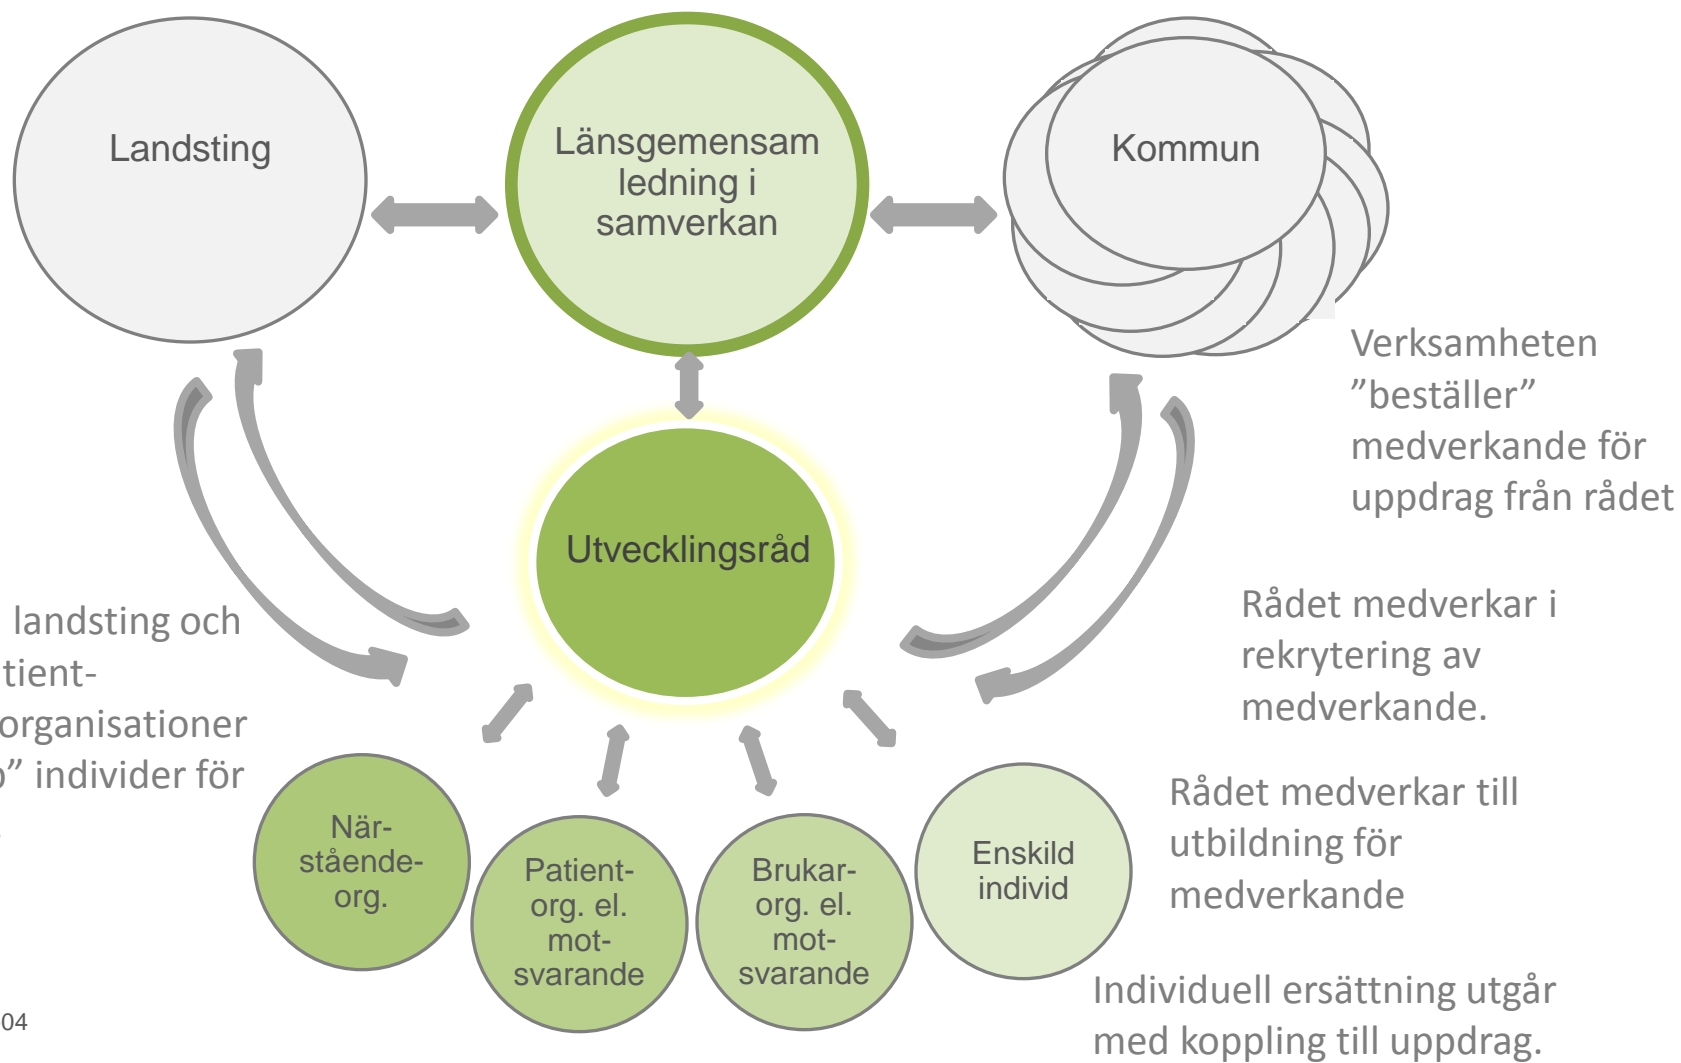 Landsting
Länsgemensam
ledning i
samverkan
Kommun
Verksamheten
”beställer”
medverkande för
uppdrag från rådet
Utvecklingsråd
landsting och
tient-
organisationer
” individer för
Rådet medverkar i
rekrytering av
medverkande.
När-
stående-
org.
Patient-
org. el.
mot-
svarande
Brukar-
org. el.
mot-
svarande
Enskild
individ
Rådet medverkar till
utbildning för
medverkande
Individuell ersättning utgår
med koppling till uppdrag.
04